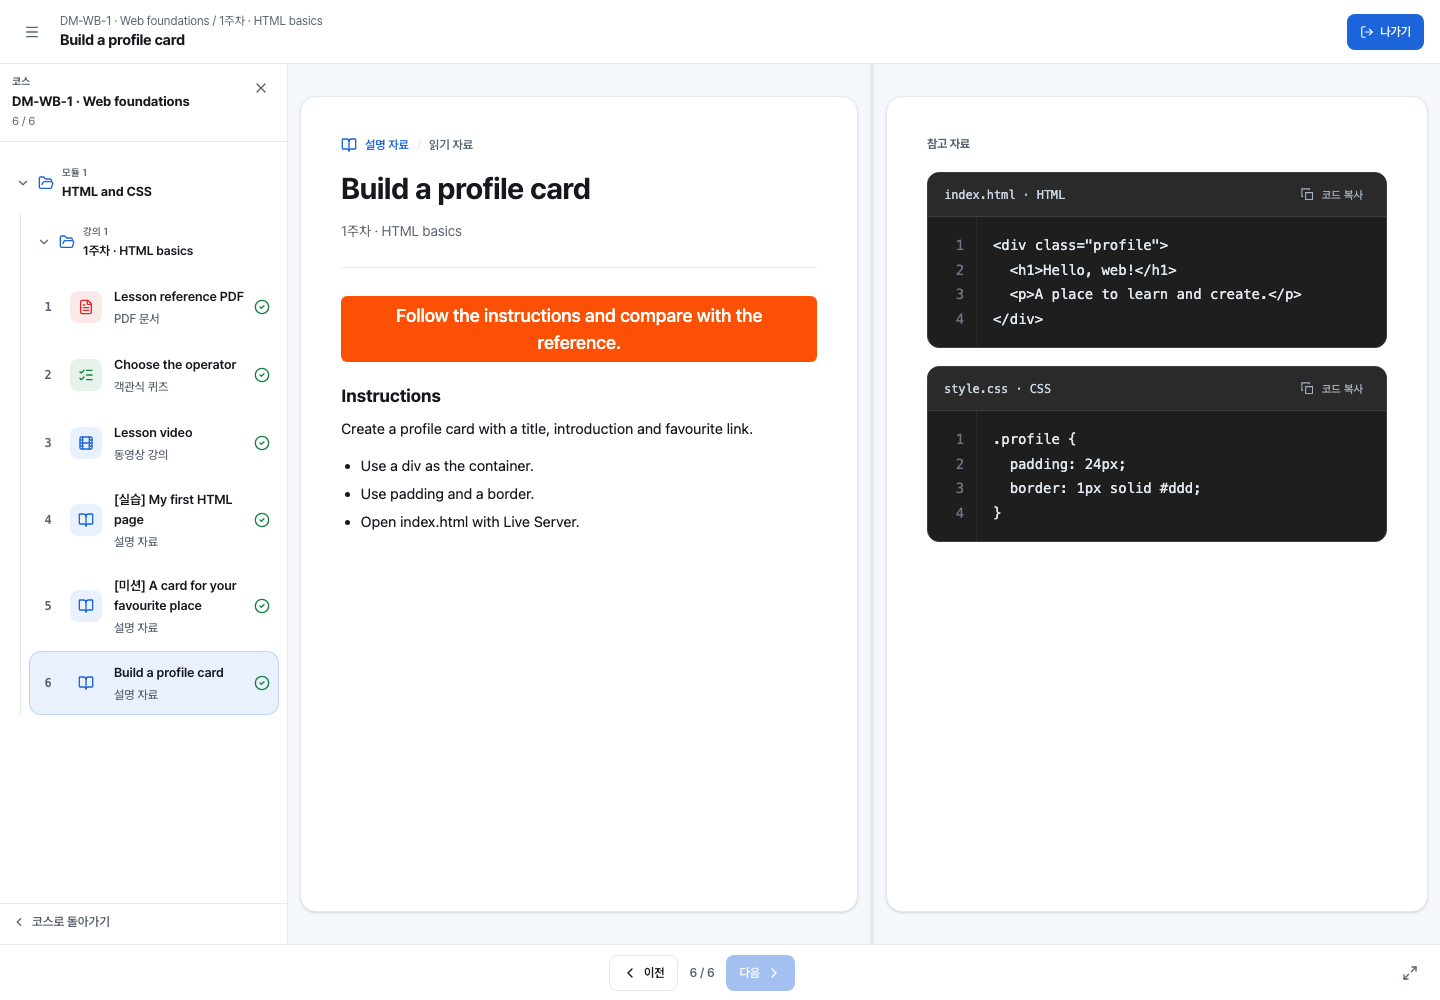 DM-WB-1 · Web foundations / 1주차 · HTML basics
Build a profile card
나가기
코스
DM-WB-1 · Web foundations
6 / 6
모듈 1
HTML and CSS
강의 1
1주차 · HTML basics
1
Lesson reference PDF
PDF 문서
2
Choose the operator
객관식 퀴즈
3
Lesson video
동영상 강의
4
[실습] My first HTML
page
설명 자료
5
[미션] A card for your
favourite place
설명 자료
6
Build a profile card
설명 자료
코스로 돌아가기
설명 자료 / 읽기 자료
Build a profile card
1주차 · HTML basics
Follow the instructions and compare with the
reference.
Instructions
Create a profile card with a title, introduction and favourite link.
• Use a div as the container.
• Use padding and a border.
• Open index.html with Live Server.
참고 자료
index.html · HTML
코드 복사
1 <div class="profile">
2   <h1>Hello, web!</h1>
3   <p>A place to learn and create.</p>
4 </div>
style.css · CSS
코드 복사
1 .profile {
2   padding: 24px;
3   border: 1px solid #ddd;
4 }
이전
6 / 6
다음